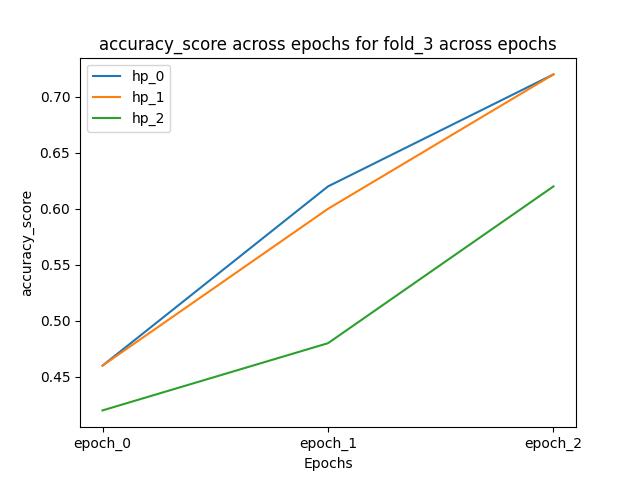 accuracy_score across epochs for fold_3 across epochs
hp_0
hp_1
hp_2
accuracy_score
0.70
0.65
0.60
0.55
0.50
0.45
epoch_0
epoch_1
epoch_2
Epochs